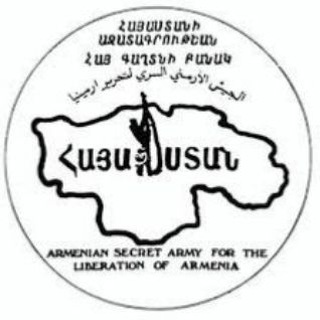 ՀԱՅԱՍՏԱՆԻ
ԱԶԱՏԱԳՐՈՒԹԵԱՆ
ՀԱՅ ԳԱՂՏՆԻ ԲԱՆԱԿ
الجيش الأرمني السري لتحرير ارمينيا
ՀԱՅԱՍՏԱՆ
ARMENIAN SECRET ARMY FOR THE
LIBERATION OF ARMENIA